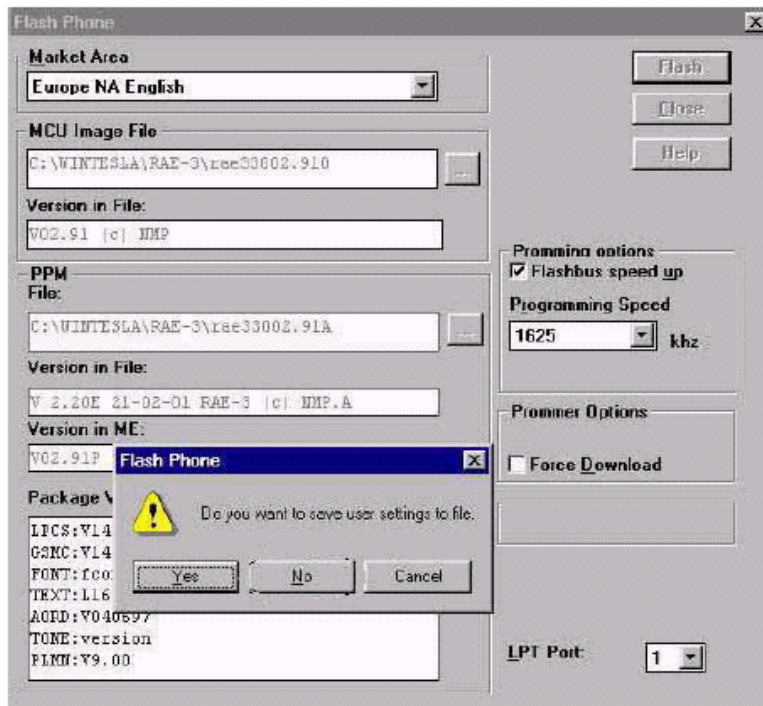 Flash Phone
Market Area
Europe NA English
Flash
Close
Help
MCU Image File
C:\WINTESLA\RAE-3\rae33002.910
...
Version in File:
V02.91 (c) NMP
PPM
File:
C:\WINTESLA\RAE-3\rae33002.91A
...
Version in File:
V 2.20E 21-02-01 RAE-3 (c) NMP.A
Version in ME:
V02.91P
Package V
LPCS:V14
GSMC:V14
FONT:fco
TEXT:L16
AORD:V040697
TONE:version
PLMN:V9.00
Promming options
Flashbus speed up
Programming Speed
1625
khz
Prommer Options
Force Download
LPT Port:
1
Flash Phone
Do you want to save user settings to file.
Yes
No
Cancel